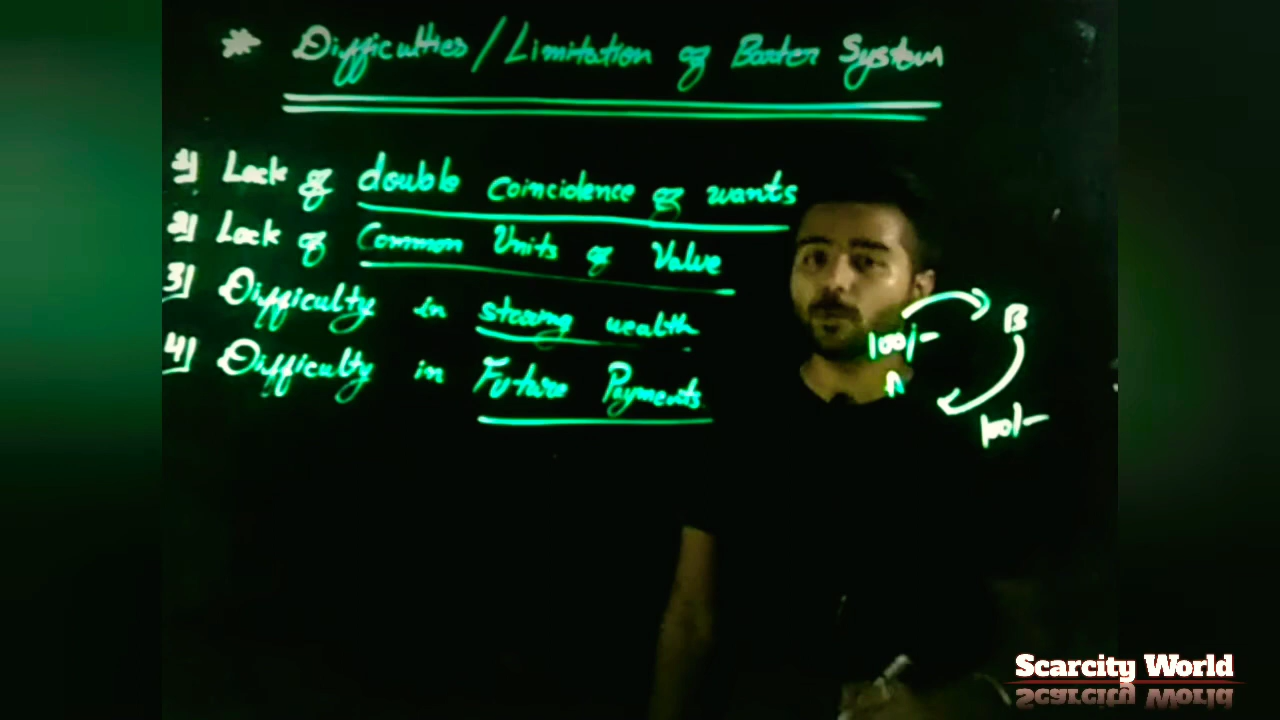 * Difficulties / Limitation of Barter System
1] Lack of double coincidence of wants
2] Lack of Common Units of Value
3] Difficulty in storing wealth
4] Difficulty in Future Payments
B
100/-
A
100/-
Scarcity World